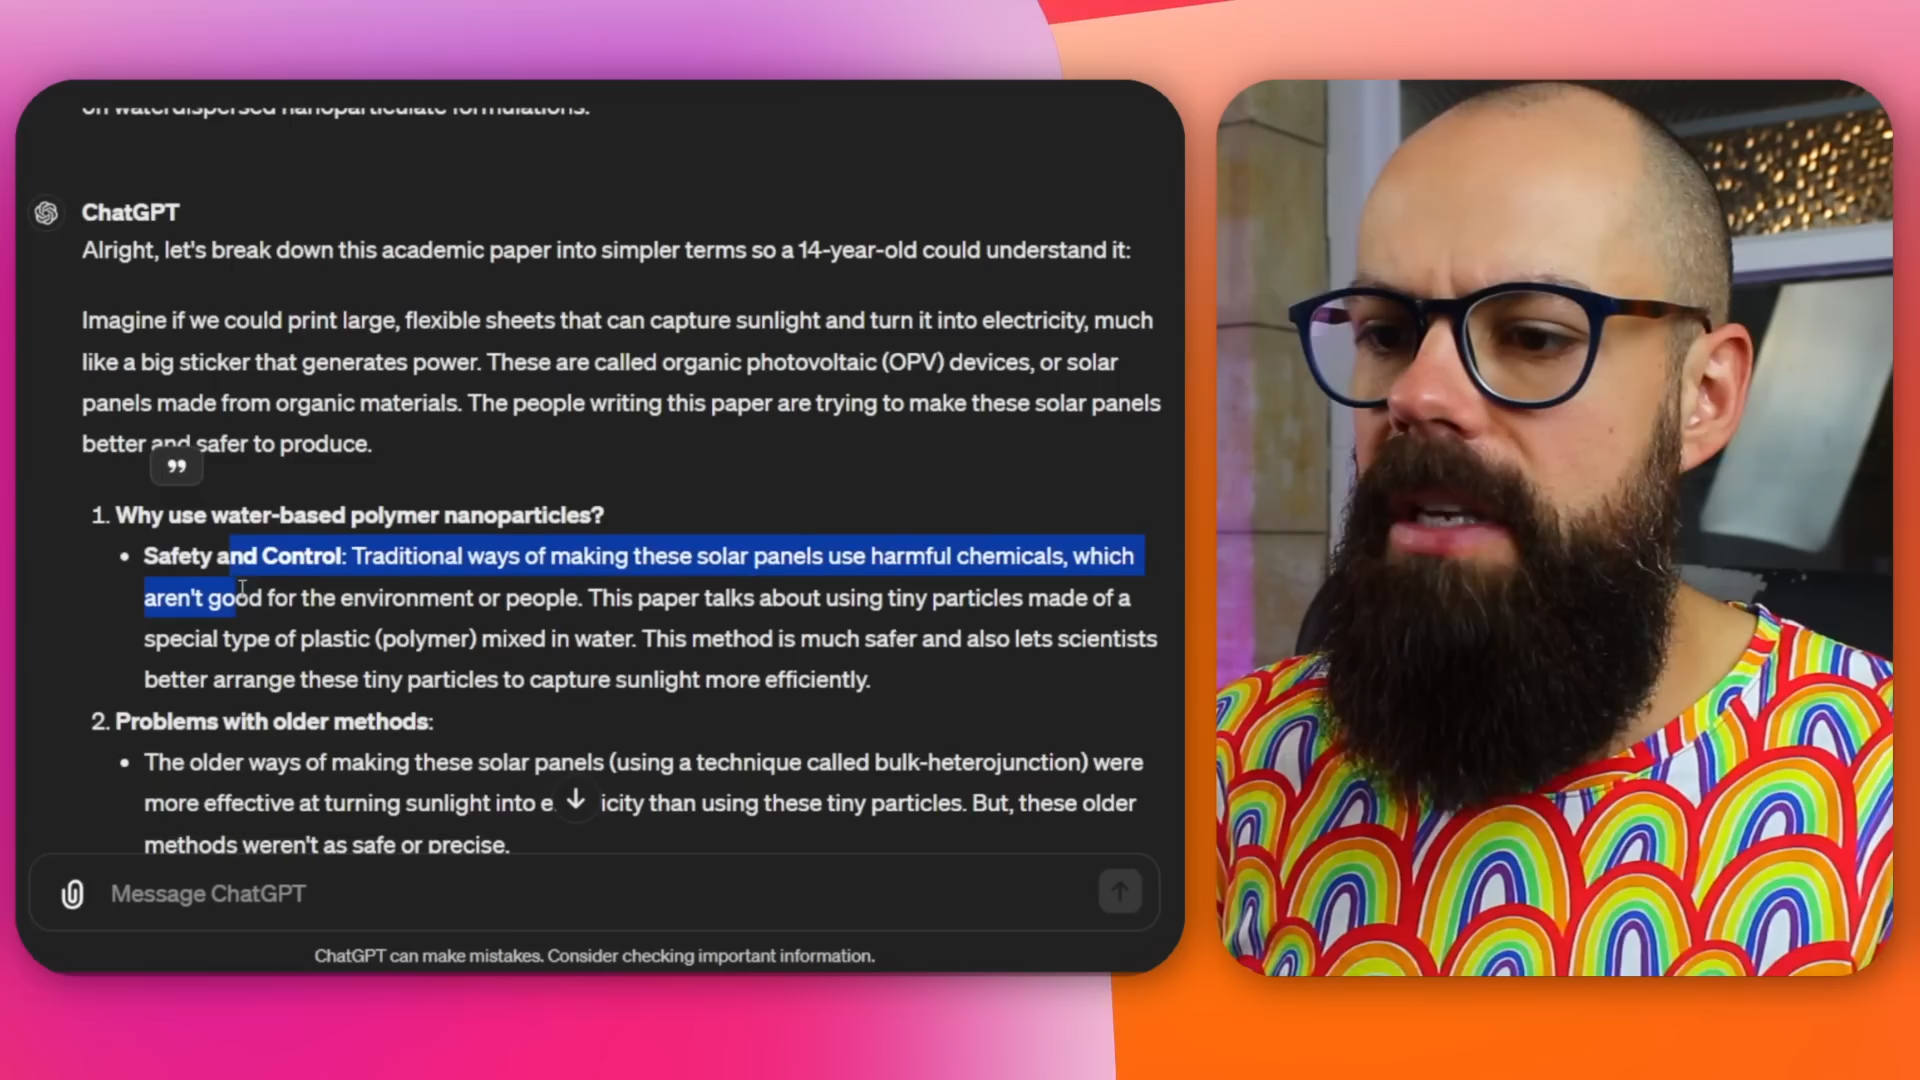 on waterdispersed nanoparticulate formulations.
ChatGPT
Alright, let's break down this academic paper into simpler terms so a 14-year-old could understand it:
Imagine if we could print large, flexible sheets that can capture sunlight and turn it into electricity, much
like a big sticker that generates power. These are called organic photovoltaic (OPV) devices, or solar
panels made from organic materials. The people writing this paper are trying to make these solar panels
better and safer to produce.
1. Why use water-based polymer nanoparticles?
• Safety and Control: Traditional ways of making these solar panels use harmful chemicals, which
aren't good for the environment or people. This paper talks about using tiny particles made of a
special type of plastic (polymer) mixed in water. This method is much safer and also lets scientists
better arrange these tiny particles to capture sunlight more efficiently.
2. Problems with older methods:
• The older ways of making these solar panels (using a technique called bulk-heterojunction) were
more effective at turning sunlight into e icity than using these tiny particles. But, these older
methods weren't as safe or precise.
Message ChatGPT
ChatGPT can make mistakes. Consider checking important information.